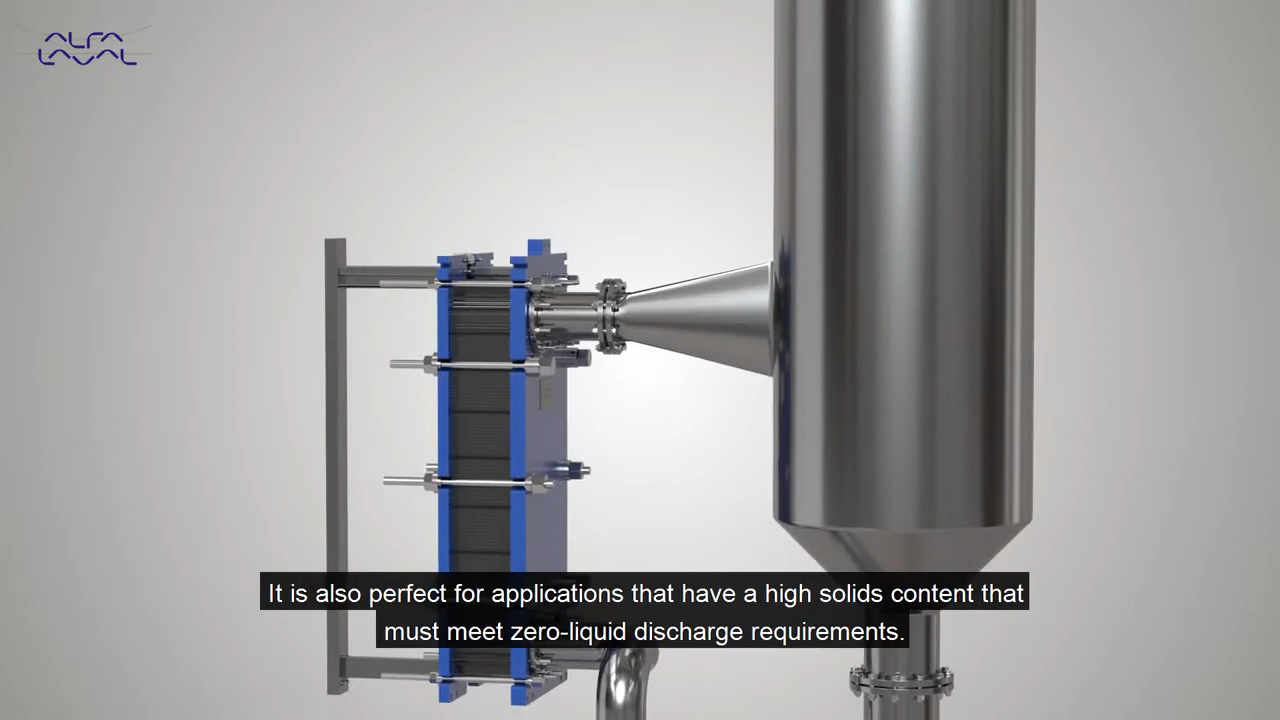 ALFA
LAVAL
It is also perfect for applications that have a high solids content that
must meet zero-liquid discharge requirements.